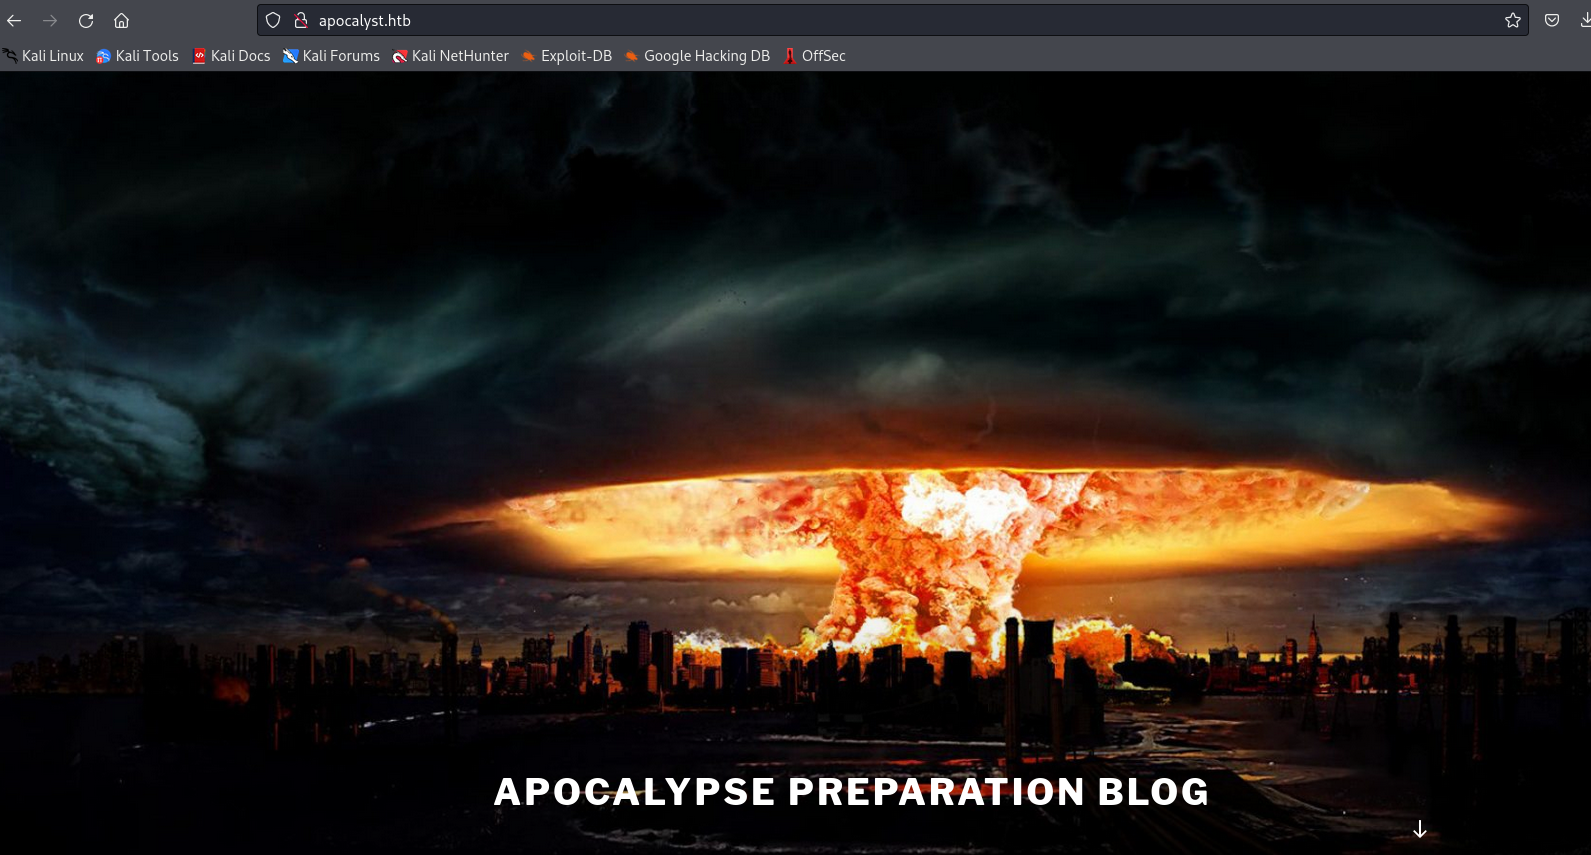 apocalyst.htb
Kali Linux Kali Tools Kali Docs Kali Forums Kali NetHunter Exploit-DB Google Hacking DB OffSec
APOCALYPSE PREPARATION BLOG